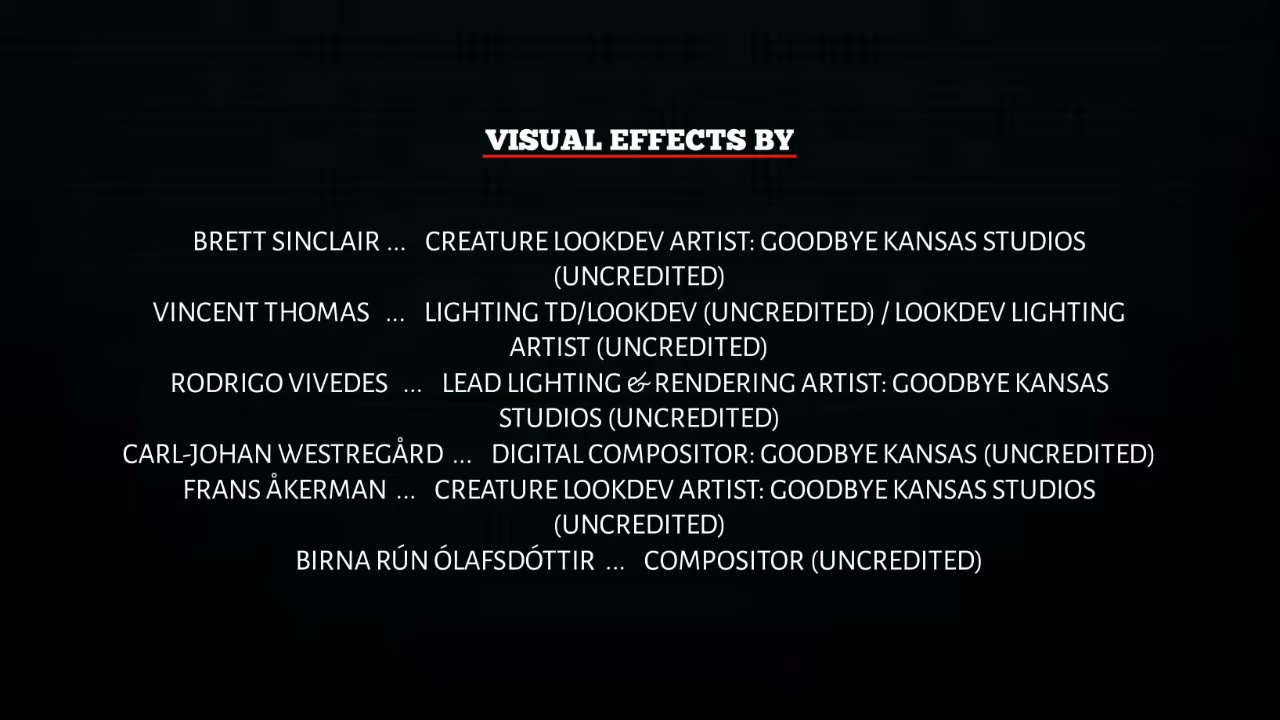 VISUAL EFFECTS BY
BRETT SINCLAIR ... CREATURE LOOKDEV ARTIST: GOODBYE KANSAS STUDIOS
(UNCREDITED)
VINCENT THOMAS ... LIGHTING TD/LOOKDEV (UNCREDITED) / LOOKDEV LIGHTING
ARTIST (UNCREDITED)
RODRIGO VIVEDES ... LEAD LIGHTING & RENDERING ARTIST: GOODBYE KANSAS
STUDIOS (UNCREDITED)
CARL-JOHAN WESTREGÅRD ... DIGITAL COMPOSITOR: GOODBYE KANSAS (UNCREDITED)
FRANS ÅKERMAN ... CREATURE LOOKDEV ARTIST: GOODBYE KANSAS STUDIOS
(UNCREDITED)
BIRNA RÚN ÓLAFSDÓTTIR ... COMPOSITOR (UNCREDITED)